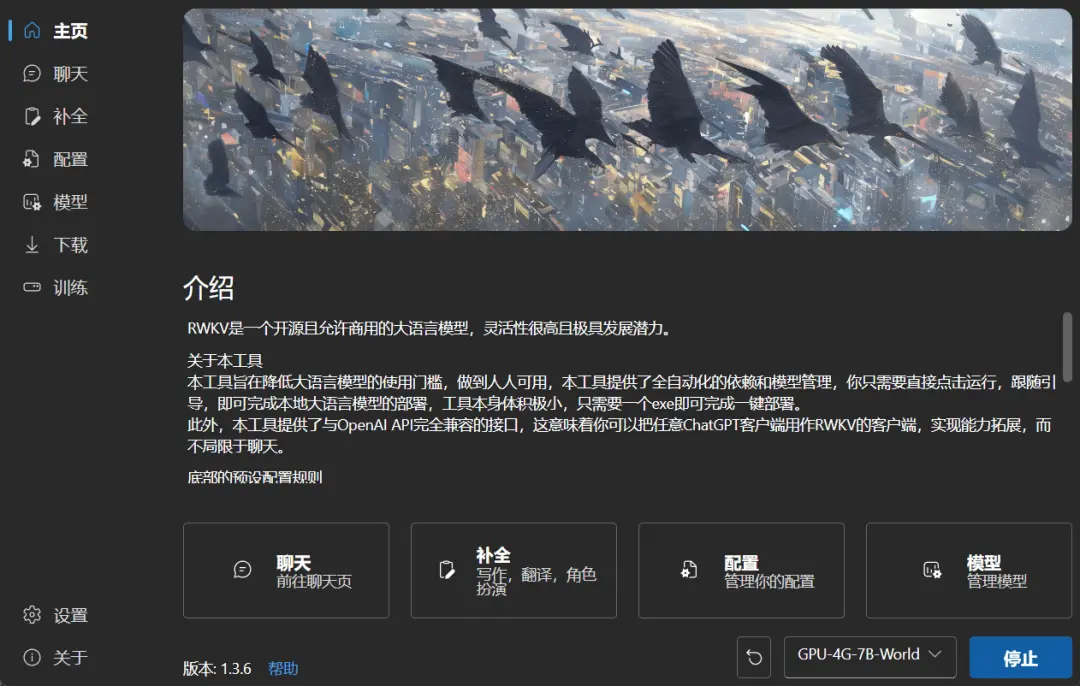 主页
聊天
补全
配置
模型
下载
训练
介绍
RWKV是一个开源且允许商用的大语言模型，灵活性很高且极具发展潜力。
关于本工具
本工具旨在降低大语言模型的使用门槛，做到人人可用，本工具提供了全自动化的依赖和模型管理，你只需要直接点击运行，跟随引
导，即可完成本地大语言模型的部署，工具本身体积极小，只需要一个exe即可完成一键部署。
此外，本工具提供了与OpenAI API完全兼容的接口，这意味着你可以把任意ChatGPT客户端用作RWKV的客户端，实现能力拓展，而
不局限于聊天。
底部的预设配置规则
聊天
前往聊天页
补全
写作，翻译，角色
扮演
配置
管理你的配置
模型
管理模型
设置
关于
版本: 1.3.6 帮助
GPU-4G-7B-World
停止